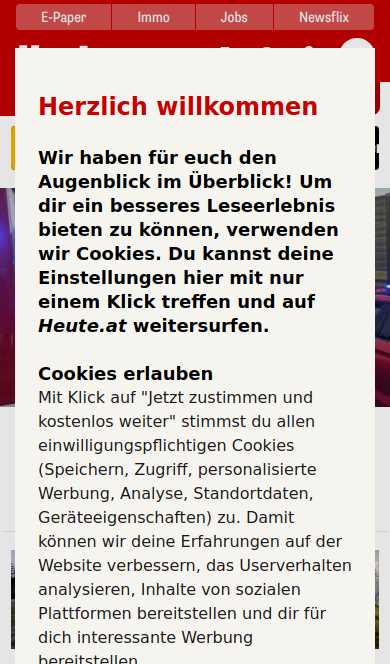 E-Paper
Immo
Jobs
Newsflix
Herzlich willkommen
Wir haben für euch den
Augenblick im Überblick! Um
dir ein besseres Leseerlebnis
bieten zu können, verwenden
wir Cookies. Du kannst deine
Einstellungen hier mit nur
einem Klick treffen und auf
Heute.at weitersurfen.
Cookies erlauben
Mit Klick auf "Jetzt zustimmen und
kostenlos weiter" stimmst du allen
einwilligungspflichtigen Cookies
(Speichern, Zugriff, personalisierte
Werbung, Analyse, Standortdaten,
Geräteeigenschaften) zu. Damit
können wir deine Erfahrungen auf der
Website verbessern, das Userverhalten
analysieren, Inhalte von sozialen
Plattformen bereitstellen und dir für
dich interessante Werbung
bereitstellen